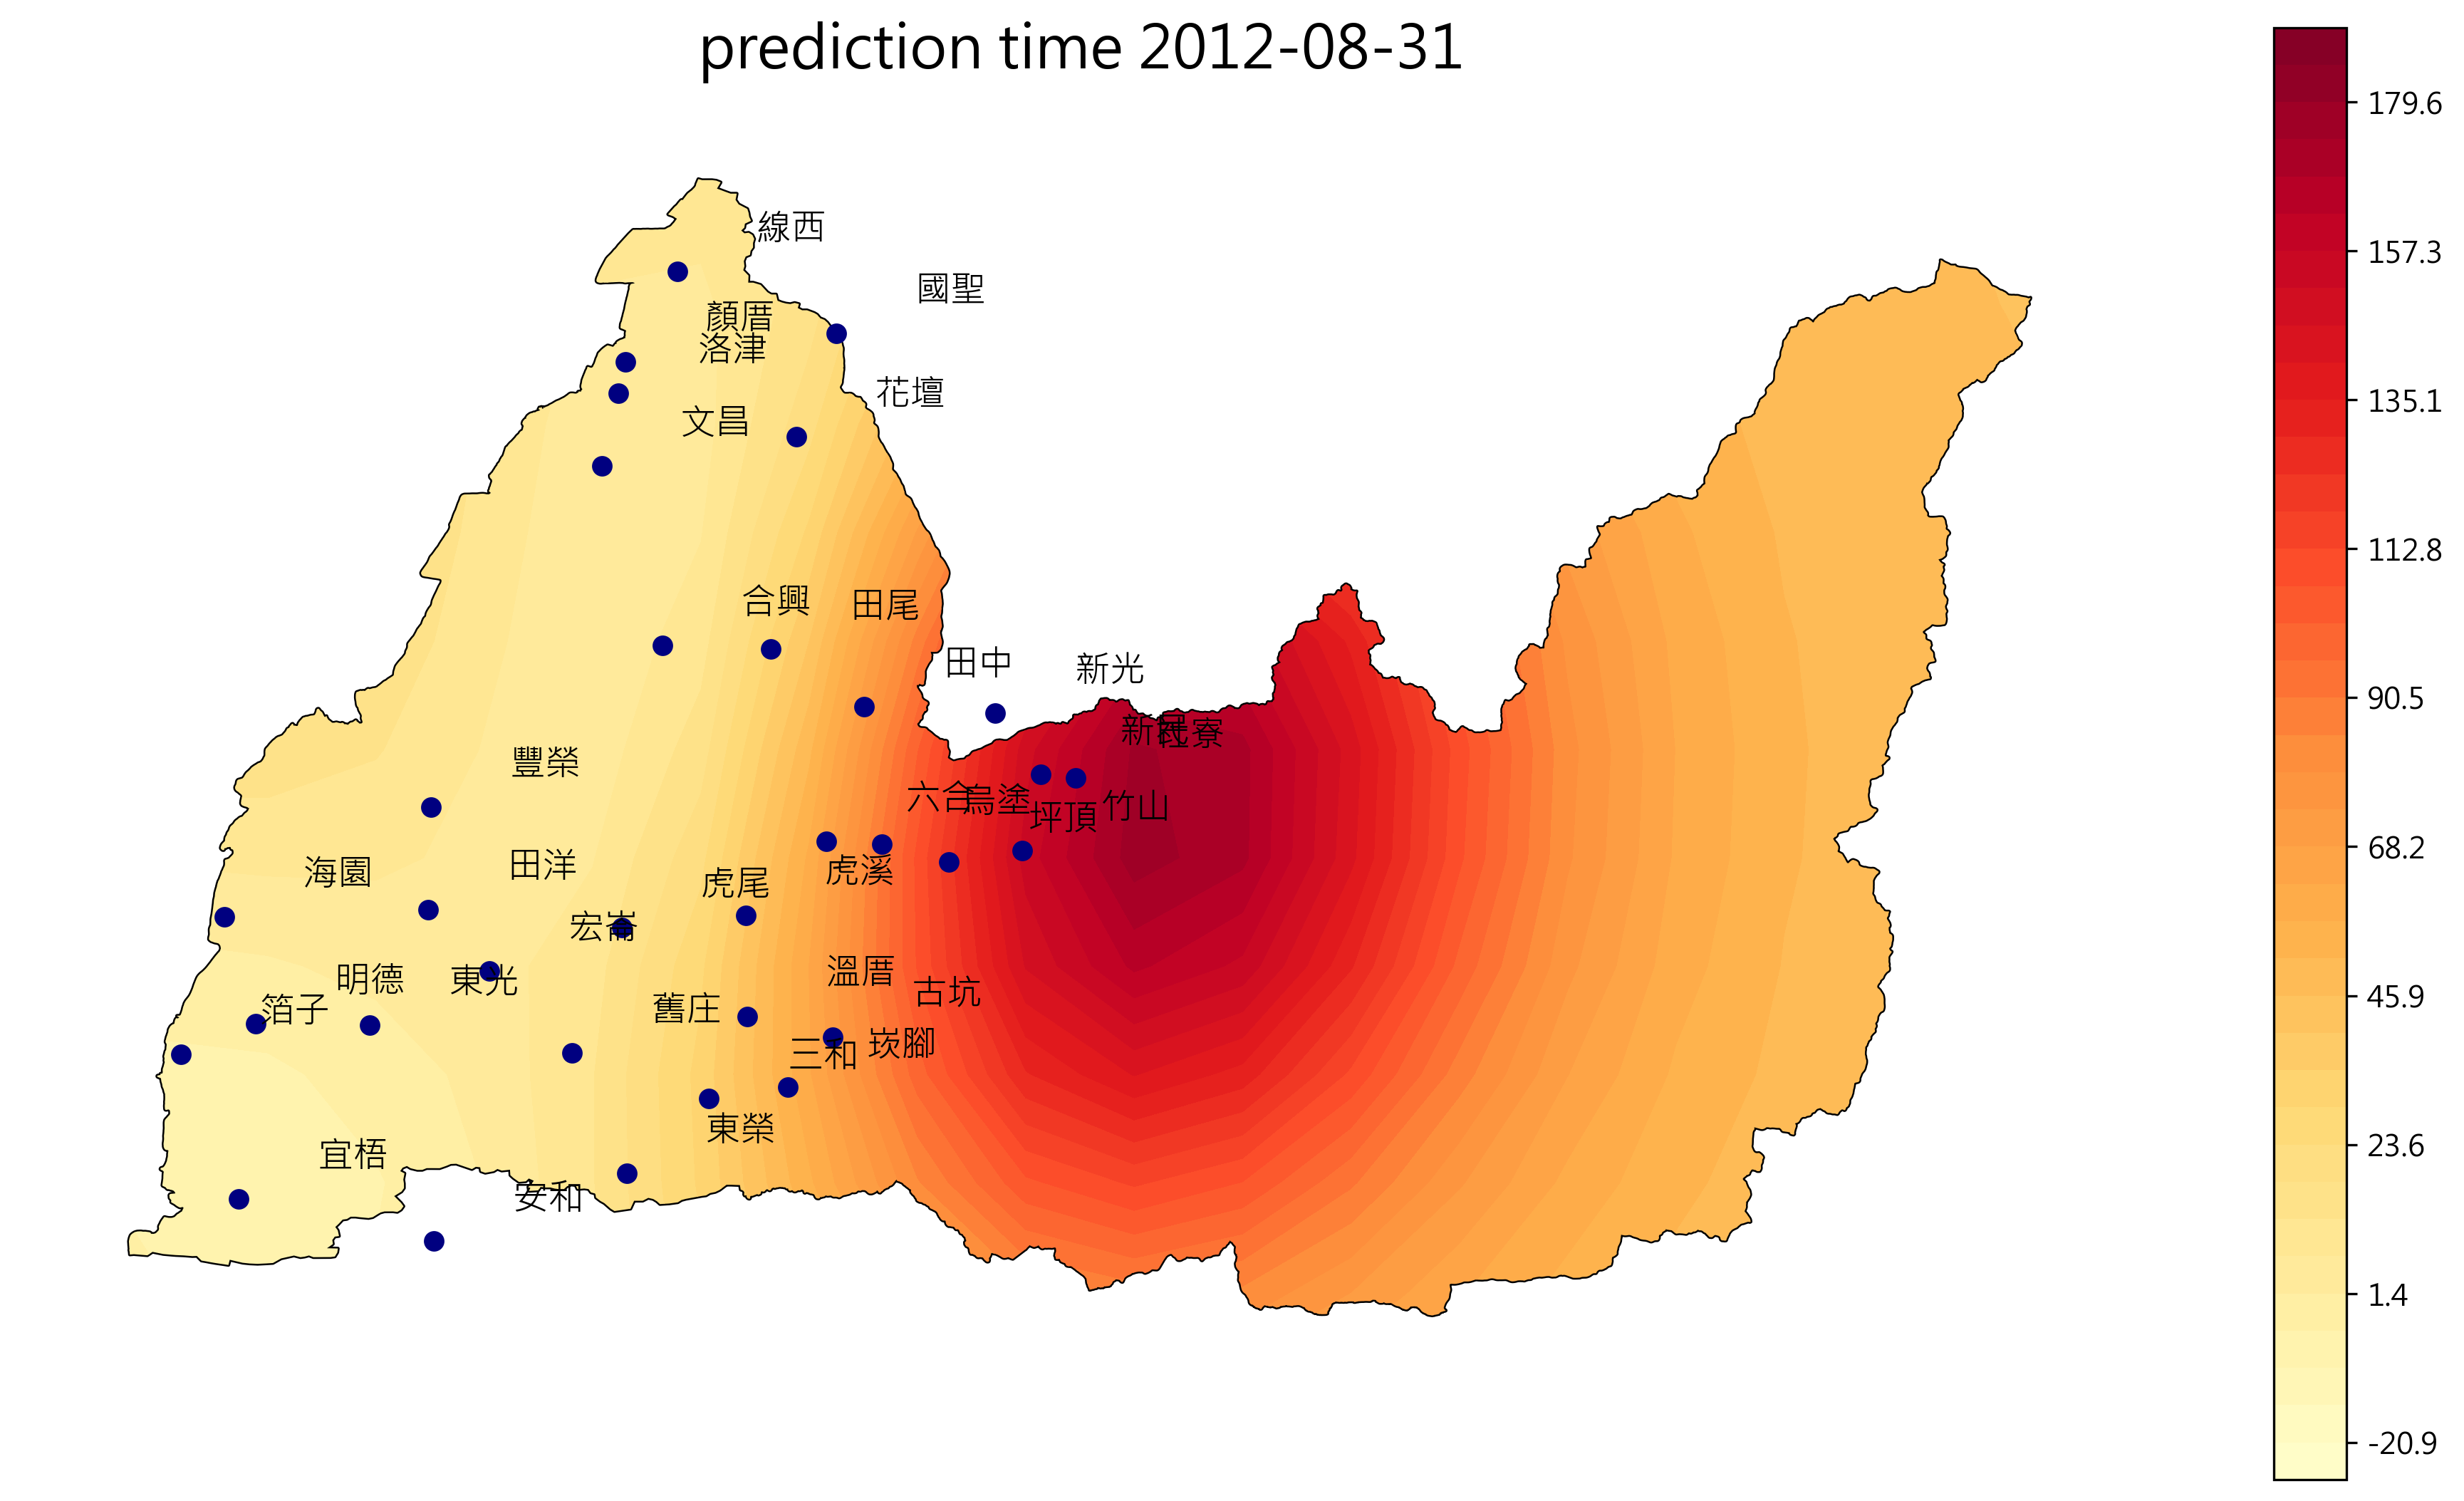 prediction time 2012-08-31
線西
國聖
顏厝
洛津
花壇
文昌
合興
田尾
田中
新光
新民
社寮
豐榮
六合
烏塗
坪頂
竹山
海園
田洋
虎尾
虎溪
宏崙
明德
東光
溫厝
古坑
箔子
舊庄
三和
崁腳
東榮
宜梧
安和
179.6
157.3
135.1
112.8
90.5
68.2
45.9
23.6
1.4
-20.9